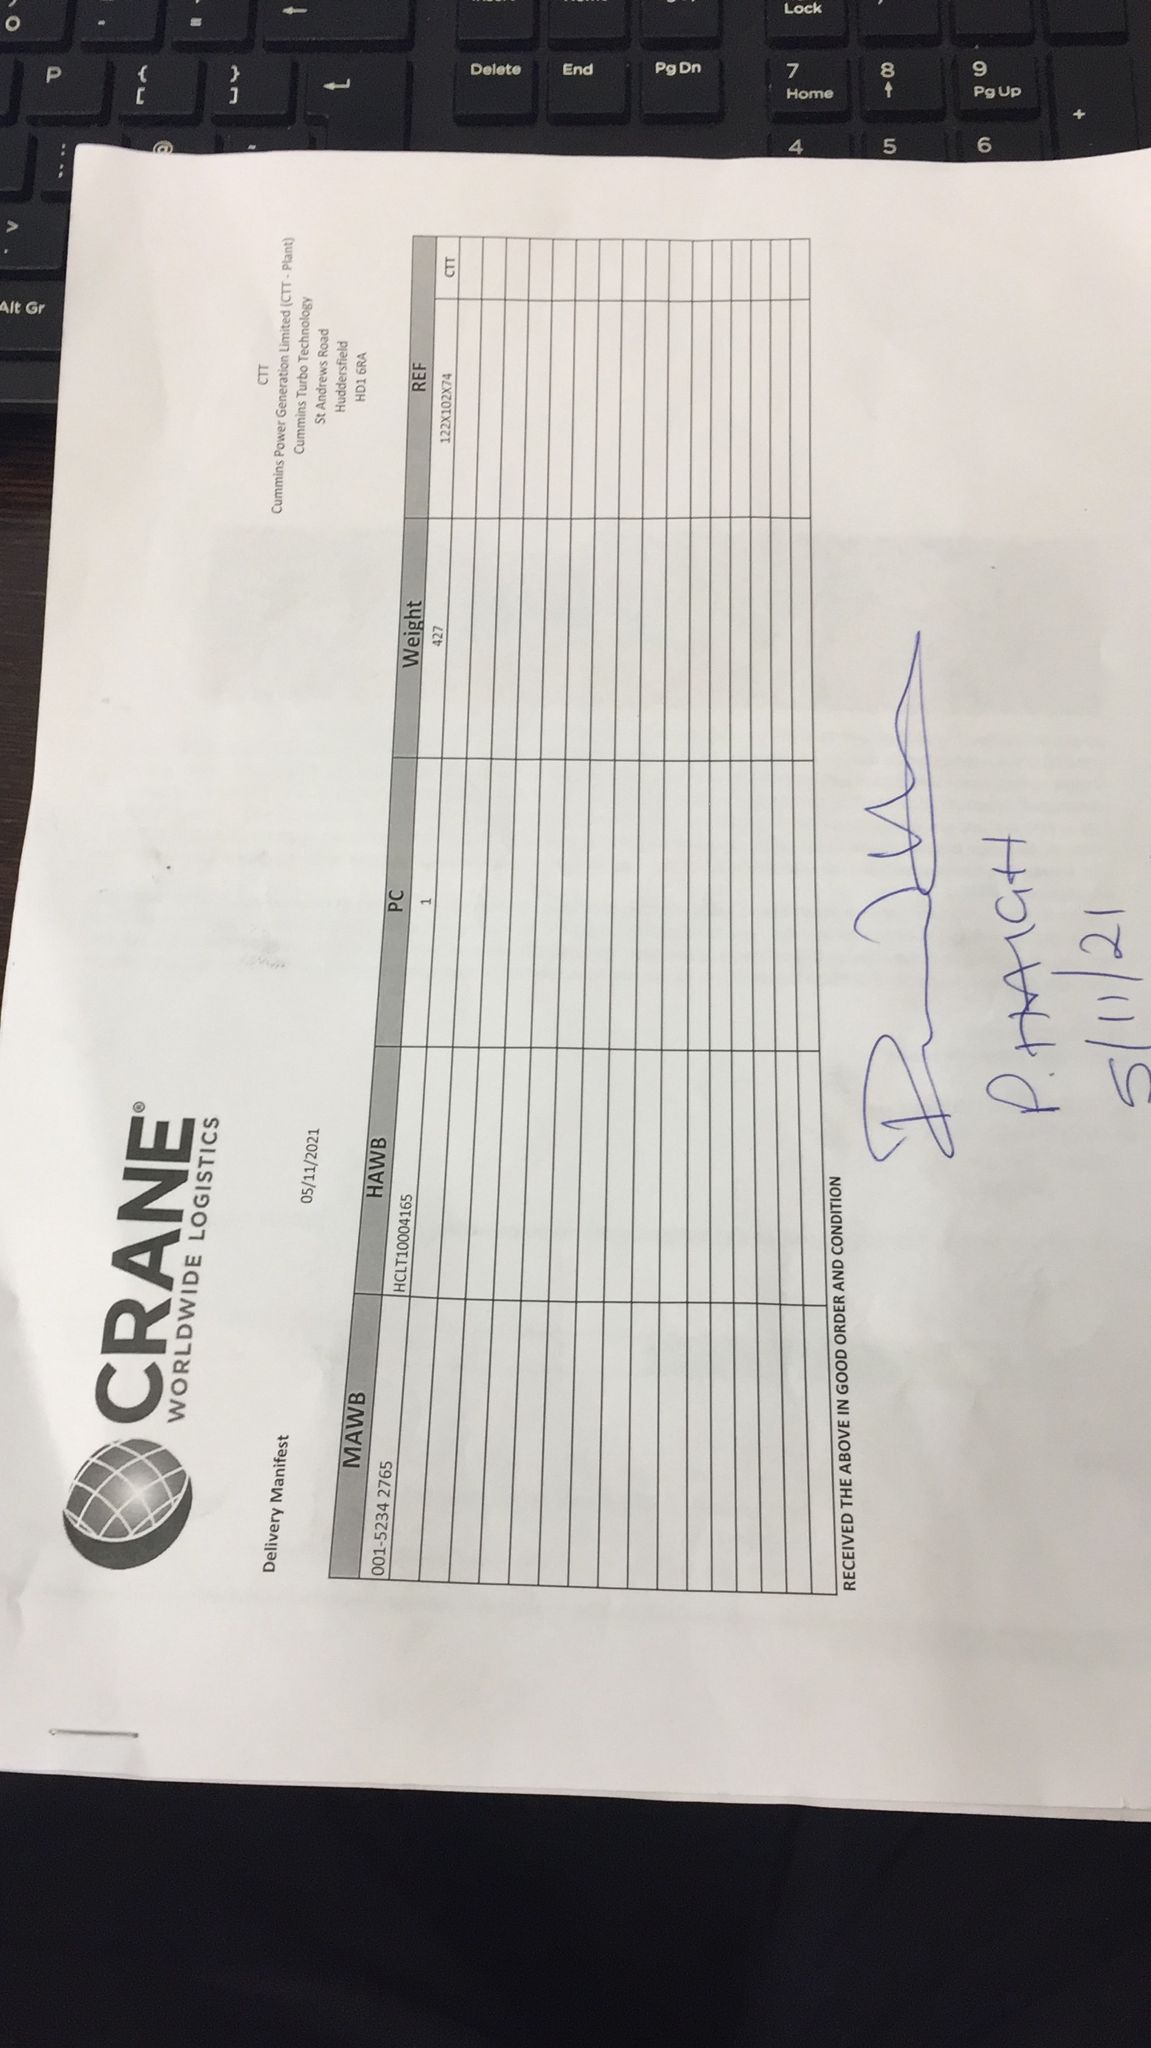 CRANE®
WORLDWIDE LOGISTICS
Delivery Manifest
05/11/2021
CTT
Cummins Power Generation Limited (CTT - Plant)
Cummins Turbo Technology
St Andrews Road
Huddersfield
HD1 6RA
MAWB HAWB PC Weight REF
001-5234 2765 HCLT10004165 1 427 122X102X74 CTT
RECEIVED THE ABOVE IN GOOD ORDER AND CONDITION
P. HAIGH
5/11/21
Lock
P { [ } ] Delete End Pg Dn 7 Home 8 9 Pg Up +
@ 4 5 6
Alt Gr